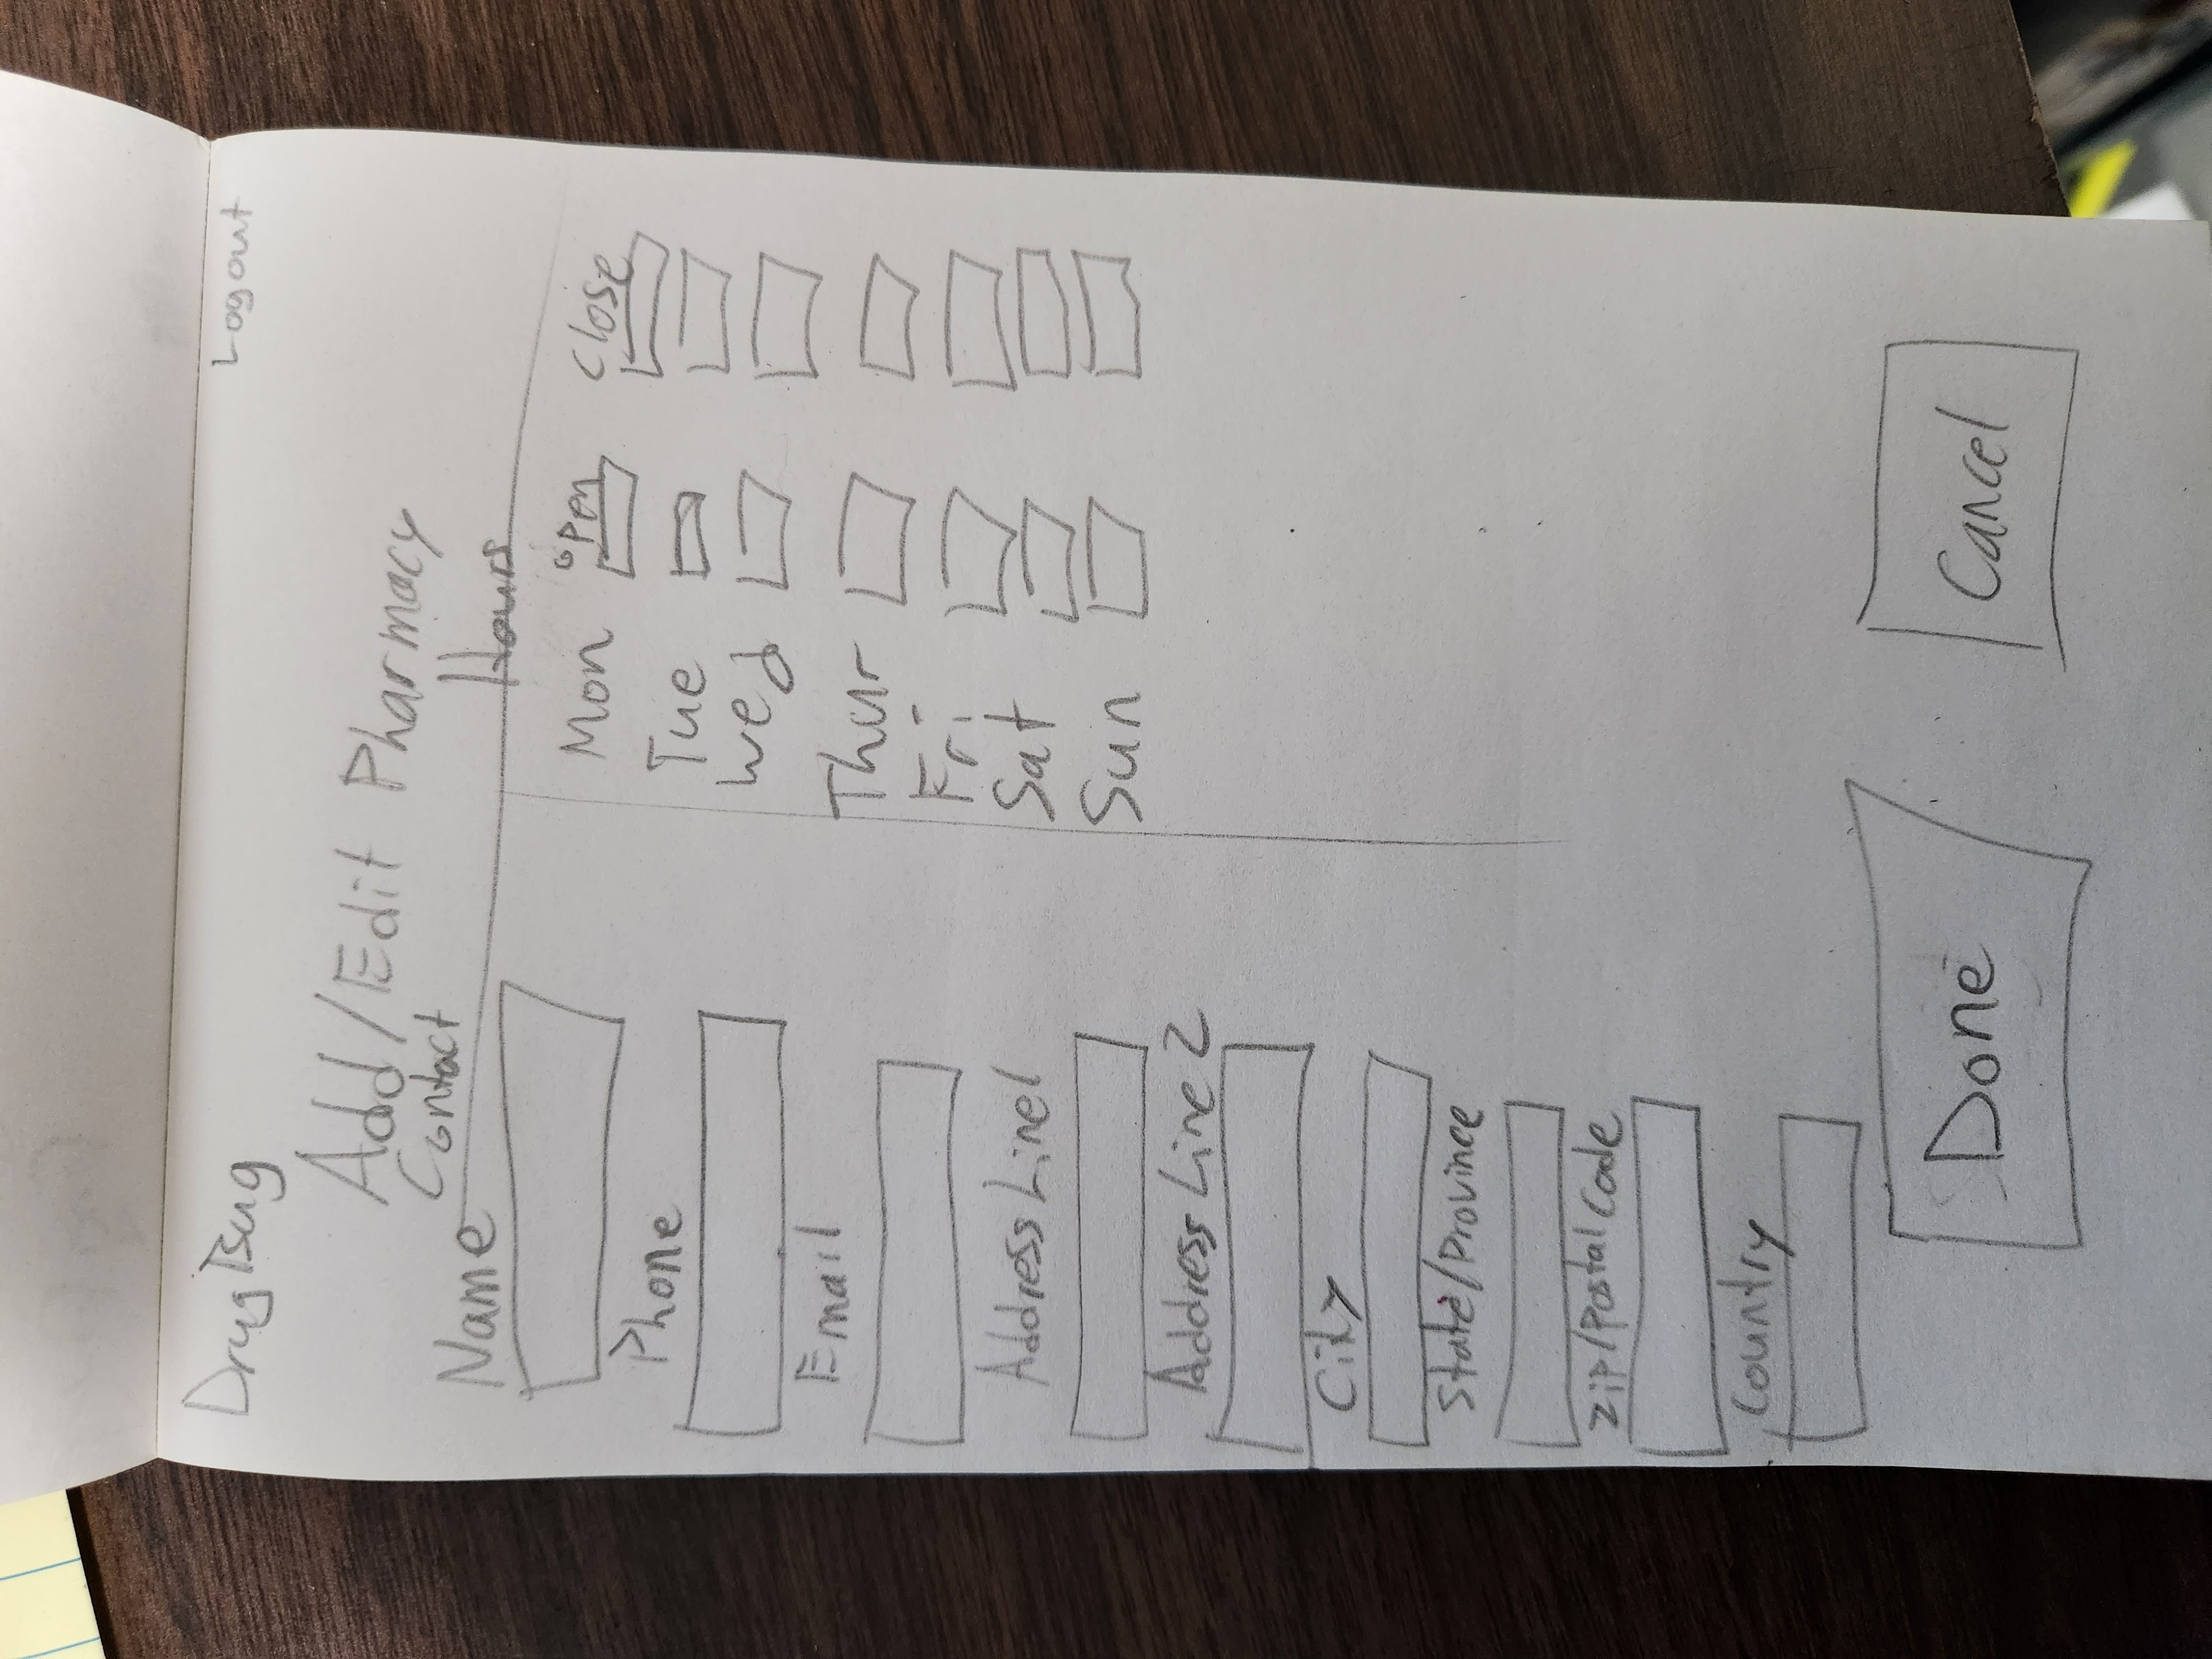 DrugBug
Logout
Add/Edit Pharmacy
Contact
Name
Phone
Email
Address Line1
Address Line 2
City
State/Province
Zip/Postal Code
Country
Hours
Open Close
Mon
Tue
Wed
Thur
Fri
Sat
Sun
Done
Cancel